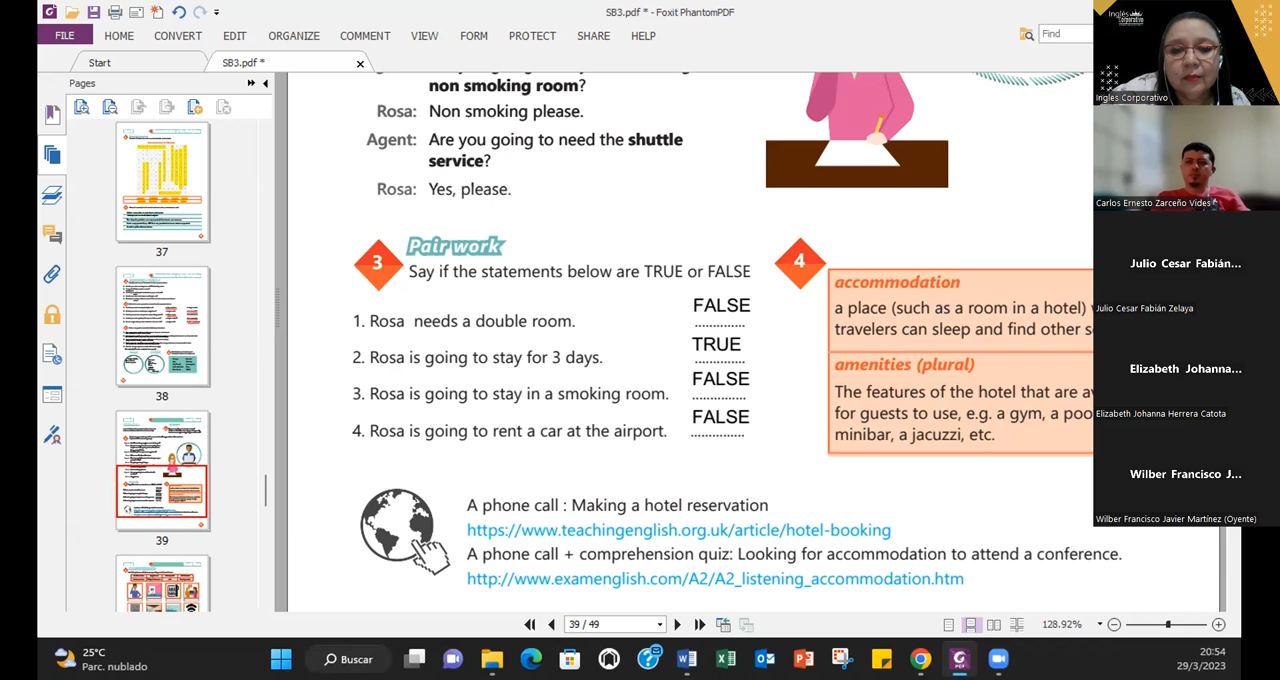 SB3.pdf * - Foxit PhantomPDF
FILE HOME CONVERT EDIT ORGANIZE COMMENT VIEW FORM PROTECT SHARE HELP
Find
Start SB3.pdf *
Pages
37
38
39
non smoking room?
Rosa: Non smoking please.
Agent: Are you going to need the shuttle
service?
Rosa: Yes, please.
3 Pair work
Say if the statements below are TRUE or FALSE
1. Rosa needs a double room. FALSE
2. Rosa is going to stay for 3 days. TRUE
3. Rosa is going to stay in a smoking room. FALSE
4. Rosa is going to rent a car at the airport. FALSE
4
accommodation
a place (such as a room in a hotel)
travelers can sleep and find other
amenities (plural)
The features of the hotel that are
for guests to use, e.g. a gym, a
minibar, a jacuzzi, etc.
A phone call : Making a hotel reservation
https://www.teachingenglish.org.uk/article/hotel-booking
A phone call + comprehension quiz: Looking for accommodation to attend a conference.
http://www.examenglish.com/A2/A2_listening_accommodation.htm
39 / 49
128.92%
Inglés
Corporativo
Ingles Corporativo
Carlos Ernesto Zarceño Vides
Julio Cesar Fabián...
Julio Cesar Fabián Zelaya
Elizabeth Johanna...
Elizabeth Johanna Herrera Catota
Wilber Francisco J...
Wilber Francisco Javier Martínez (Oyente)
25°C
Parc. nublado
Buscar
20:54
29/3/2023